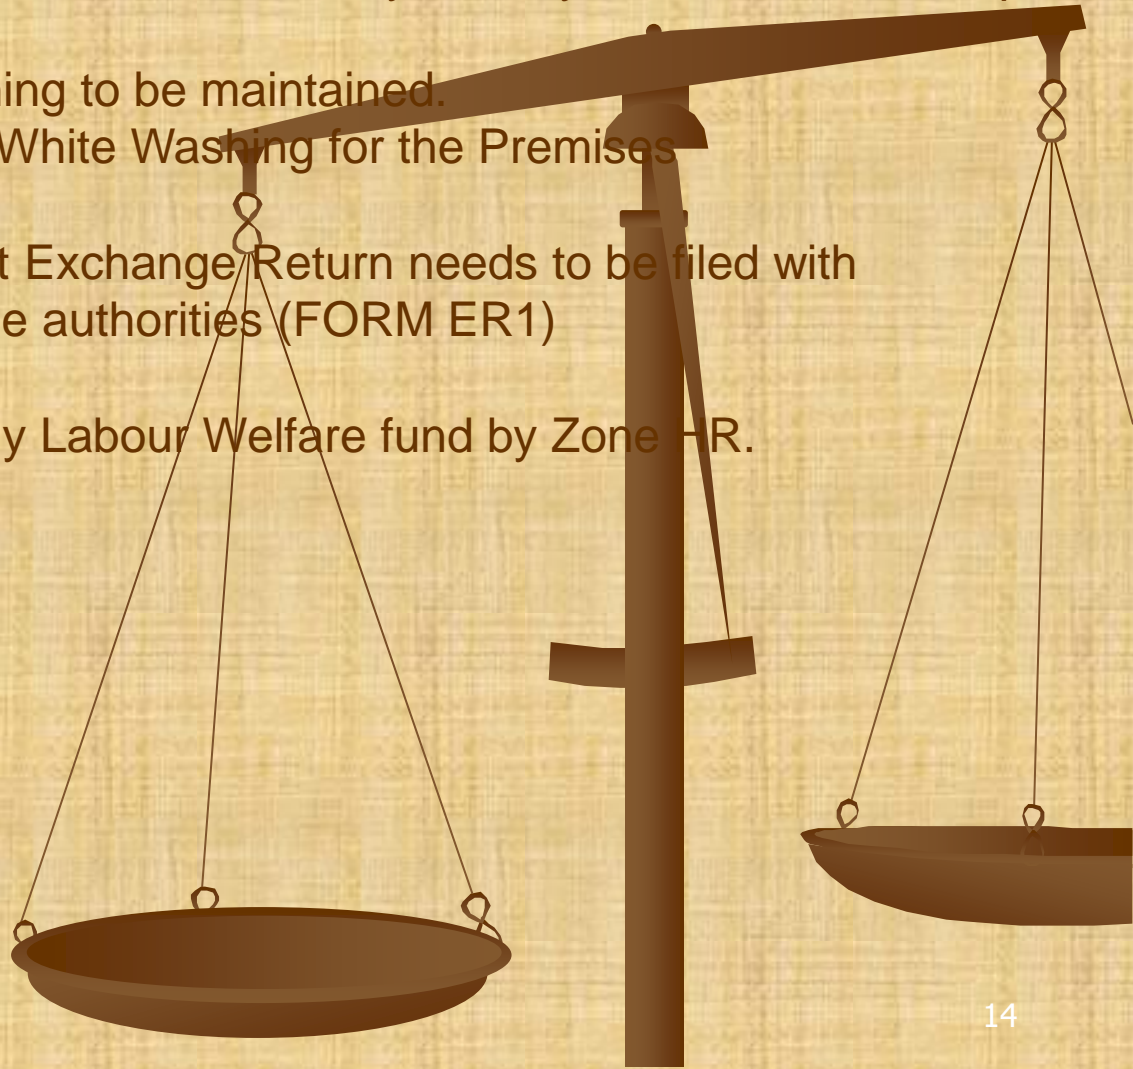 ing to be maintained.
White Washing for the Premises
t Exchange Return needs to be filed with
e authorities (FORM ER1)
y Labour Welfare fund by Zone HR.
14